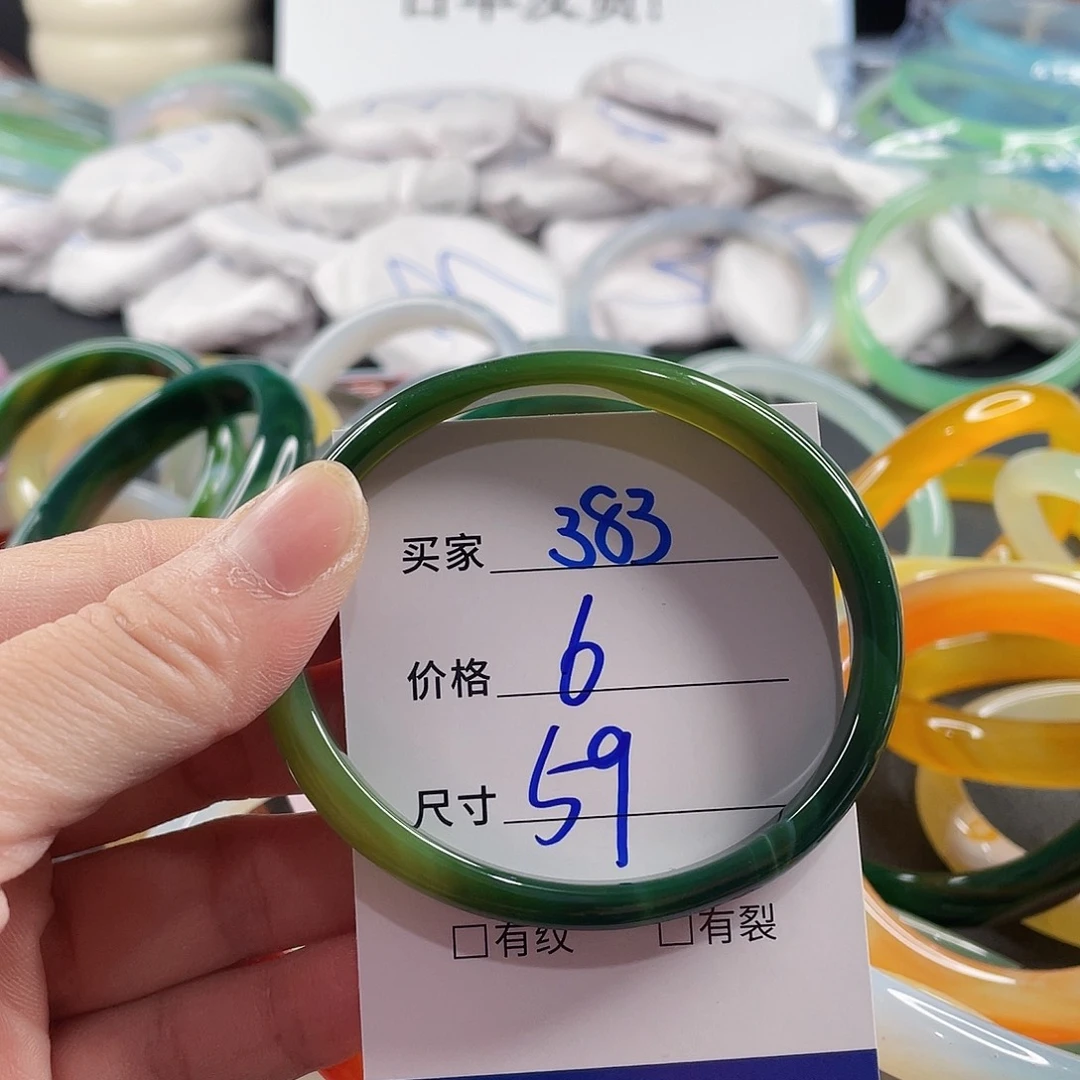 买家 383
价格 6
尺寸 59
□有纹 □有裂